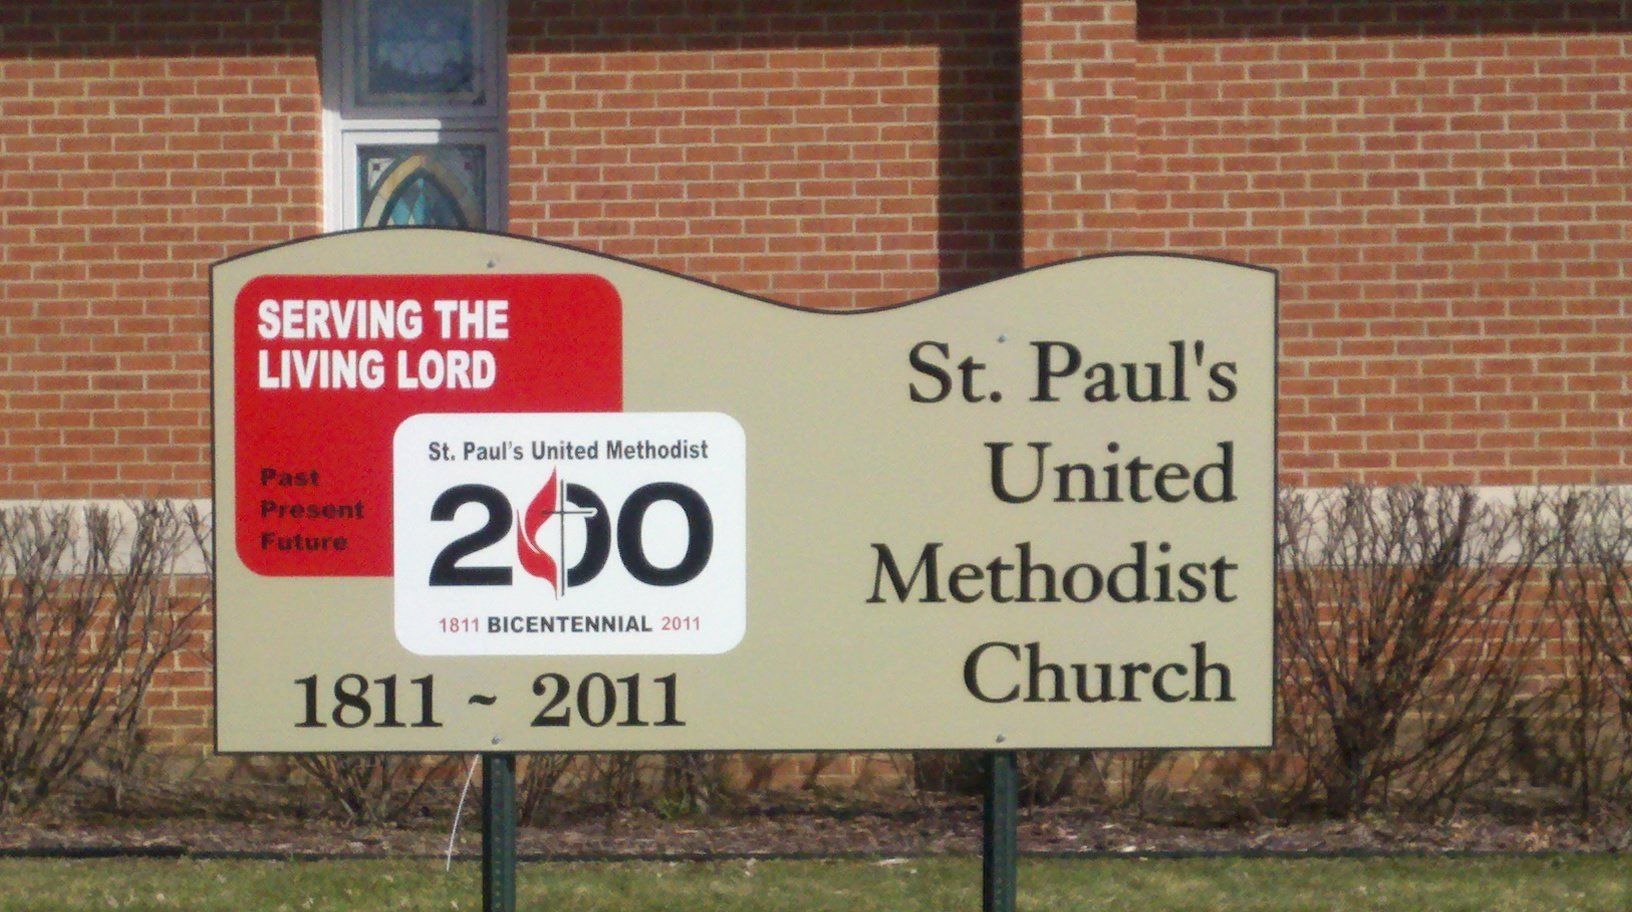 SERVING THE
LIVING LORD
Past
Present
Future
St. Paul's United Methodist
200
1811 BICENTENNIAL 2011
1811 ~ 2011
St. Paul's
United
Methodist
Church